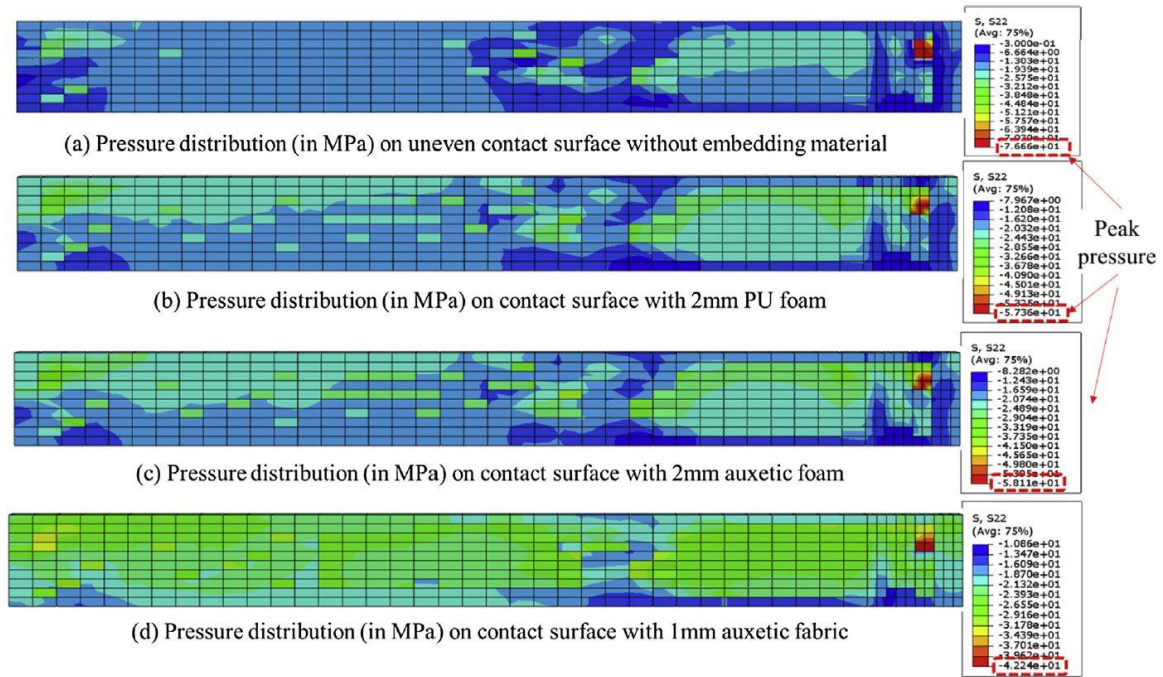 S, S22
(Avg: 75%)
-3.000e-01
-6.664e+00
-1.303e+01
-1.939e+01
-2.575e+01
-3.212e+01
-3.848e+01
-4.484e+01
-5.121e+01
-5.757e+01
-6.394e+01
-7.666e+01
(a) Pressure distribution (in MPa) on uneven contact surface without embedding material
S, S22
(Avg: 75%)
-7.967e+00
-1.208e+01
-1.620e+01
-2.032e+01
-2.443e+01
-2.855e+01
-3.266e+01
-3.678e+01
-4.090e+01
-4.501e+01
-4.913e+01
-5.736e+01
Peak
pressure
(b) Pressure distribution (in MPa) on contact surface with 2mm PU foam
S, S22
(Avg: 75%)
-8.282e+00
-1.243e+01
-1.659e+01
-2.074e+01
-2.489e+01
-2.904e+01
-3.319e+01
-3.735e+01
-4.150e+01
-4.565e+01
-4.980e+01
-5.811e+01
(c) Pressure distribution (in MPa) on contact surface with 2mm auxetic foam
S, S22
(Avg: 75%)
-1.086e+01
-1.347e+01
-1.609e+01
-1.870e+01
-2.132e+01
-2.393e+01
-2.655e+01
-2.916e+01
-3.178e+01
-3.439e+01
-3.701e+01
-3.962e+01
-4.224e+01
(d) Pressure distribution (in MPa) on contact surface with 1mm auxetic fabric